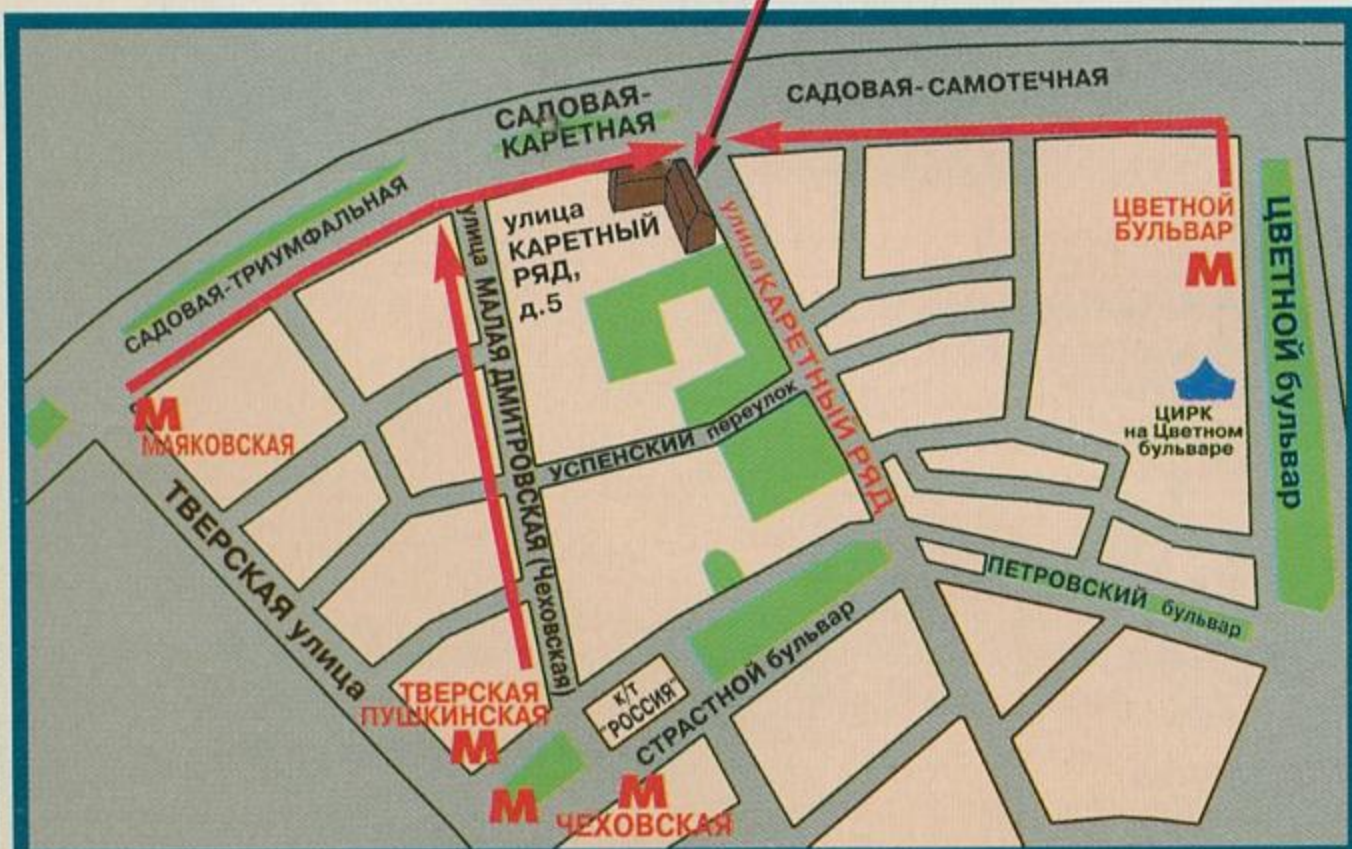 САДОВАЯ-
КАРЕТНАЯ
САДОВАЯ-САМОТЕЧНАЯ
САДОВАЯ-ТРИУМФАЛЬНАЯ
улица
КАРЕТНЫЙ
РЯД,
д.5
улица КАРЕТНЫЙ РЯД
ЦВЕТНОЙ
БУЛЬВАР
М
ЦВЕТНОЙ бульвар
улица МАЛАЯ ДМИТРОВСКАЯ (Чеховская)
ЦИРК
на Цветном
бульваре
М
МАЯКОВСКАЯ
УСПЕНСКИЙ переулок
ТВЕРСКАЯ улица
ПЕТРОВСКИЙ бульвар
ТВЕРСКАЯ
ПУШКИНСКАЯ
М
к/т
"РОССИЯ"
СТРАСТНОЙ бульвар
М
М
ЧЕХОВСКАЯ